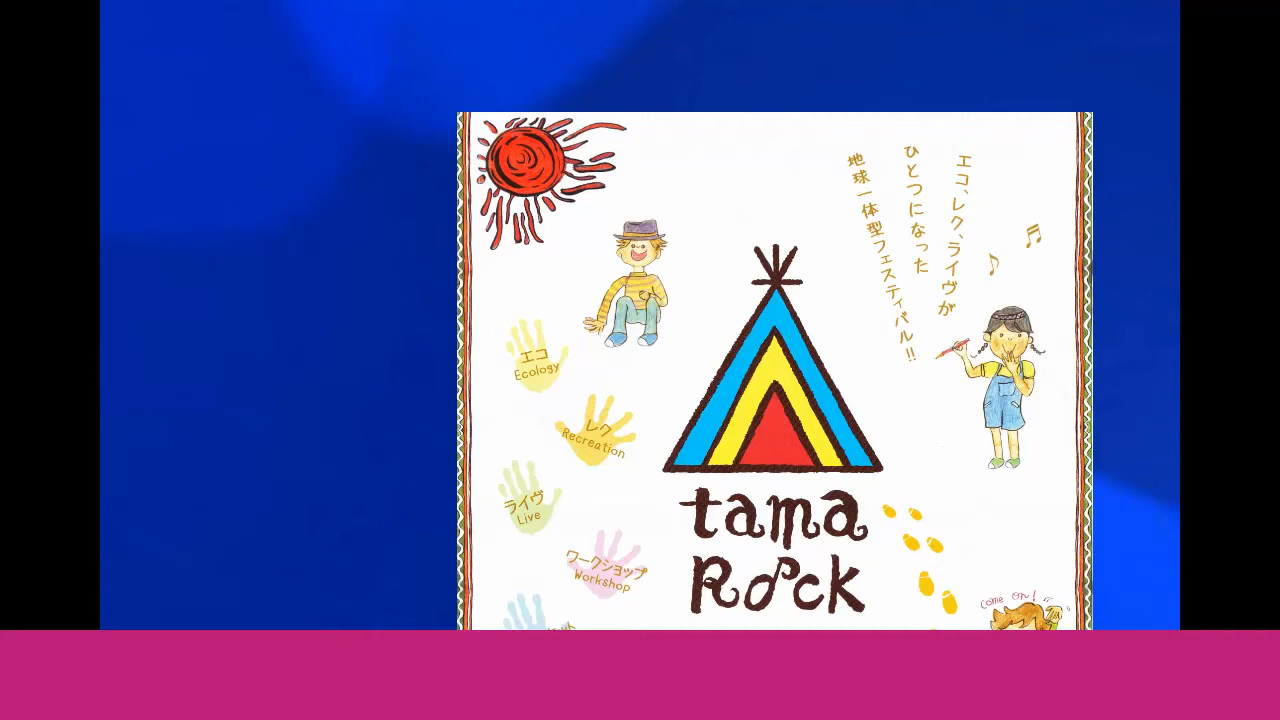 エコ、レク、ライヴが
ひとつになった
地球一体型フェスティバル!!
エコ
Ecology
レク
Recreation
ライヴ
Live
ワークショップ
Workshop
tama
Rock
come on!